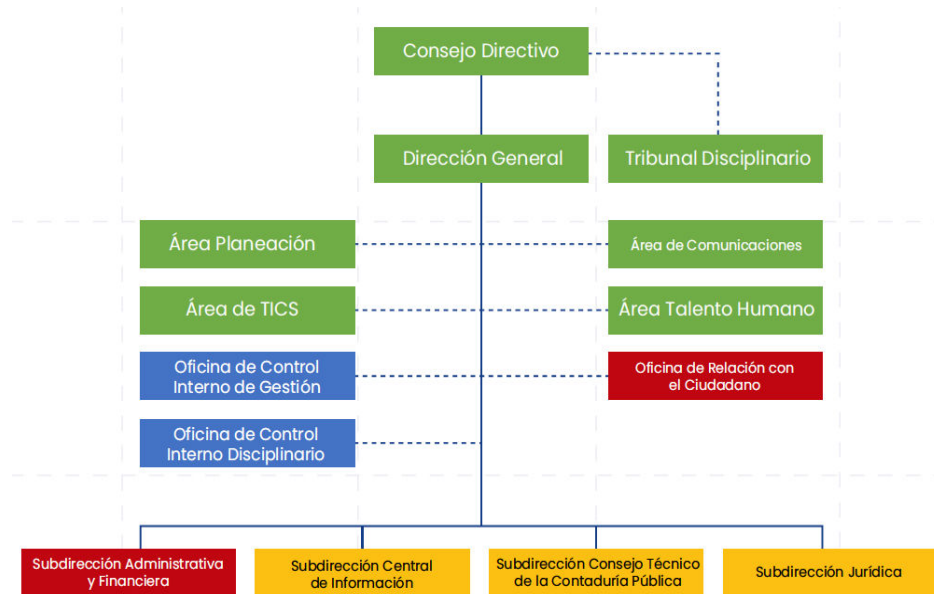 Consejo Directivo
Dirección General
Tribunal Disciplinario
Área Planeación
Área de Comunicaciones
Área de TICS
Área Talento Humano
Oficina de Control
Interno de Gestión
Oficina de Relación con
el Ciudadano
Oficina de Control
Interno Disciplinario
Subdirección Administrativa
y Financiera
Subdirección Central
de Información
Subdirección Consejo Técnico
de la Contaduría Pública
Subdirección Jurídica